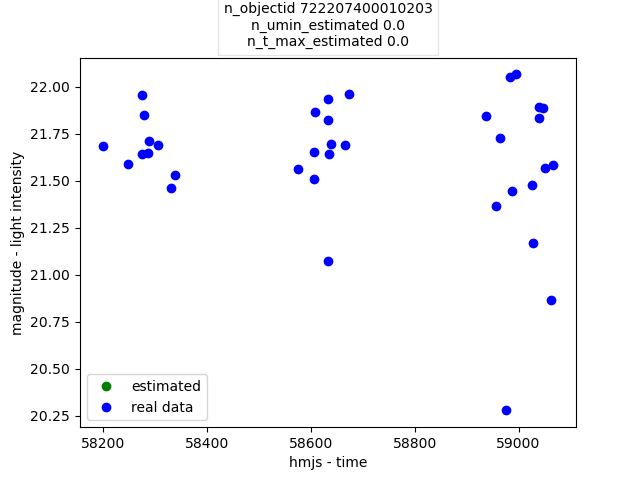 n_objectid 722207400010203
n_umin_estimated 0.0
n_t_max_estimated 0.0
magnitude - light intensity
22.00
21.75
21.50
21.25
21.00
20.75
20.50
20.25
estimated
real data
58200
58400
58600
58800
59000
hmjs - time